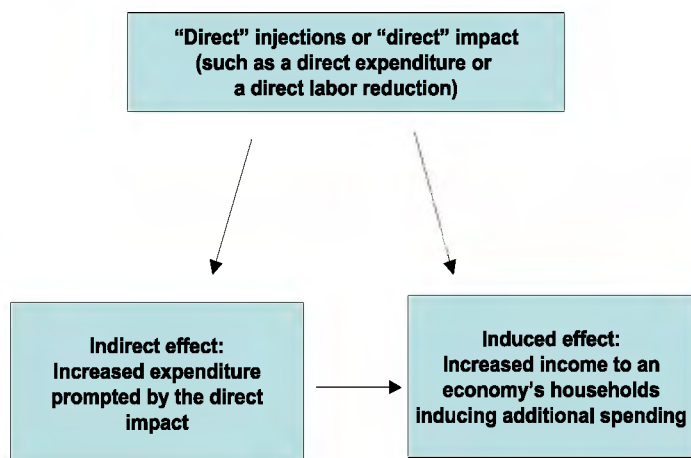 “Direct” injections or “direct” impact
(such as a direct expenditure or
a direct labor reduction)
Indirect effect:
Increased expenditure
prompted by the direct
impact
Induced effect:
Increased income to an
economy’s households
inducing additional spending